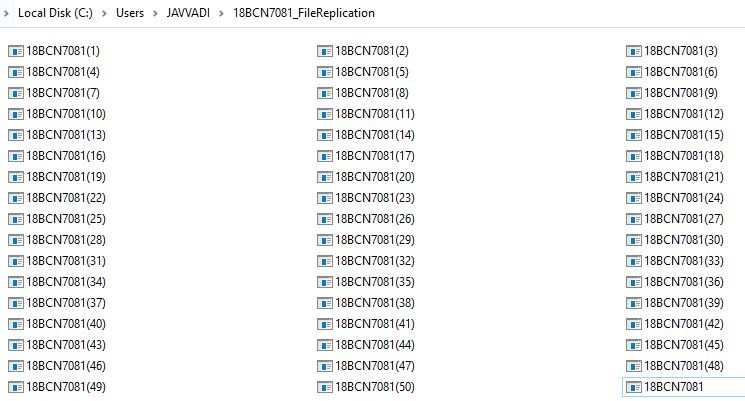 Local Disk (C:) > Users > JAVVADI > 18BCN7081_FileReplication
18BCN7081(1) 18BCN7081(2) 18BCN7081(3)
18BCN7081(4) 18BCN7081(5) 18BCN7081(6)
18BCN7081(7) 18BCN7081(8) 18BCN7081(9)
18BCN7081(10) 18BCN7081(11) 18BCN7081(12)
18BCN7081(13) 18BCN7081(14) 18BCN7081(15)
18BCN7081(16) 18BCN7081(17) 18BCN7081(18)
18BCN7081(19) 18BCN7081(20) 18BCN7081(21)
18BCN7081(22) 18BCN7081(23) 18BCN7081(24)
18BCN7081(25) 18BCN7081(26) 18BCN7081(27)
18BCN7081(28) 18BCN7081(29) 18BCN7081(30)
18BCN7081(31) 18BCN7081(32) 18BCN7081(33)
18BCN7081(34) 18BCN7081(35) 18BCN7081(36)
18BCN7081(37) 18BCN7081(38) 18BCN7081(39)
18BCN7081(40) 18BCN7081(41) 18BCN7081(42)
18BCN7081(43) 18BCN7081(44) 18BCN7081(45)
18BCN7081(46) 18BCN7081(47) 18BCN7081(48)
18BCN7081(49) 18BCN7081(50) 18BCN7081